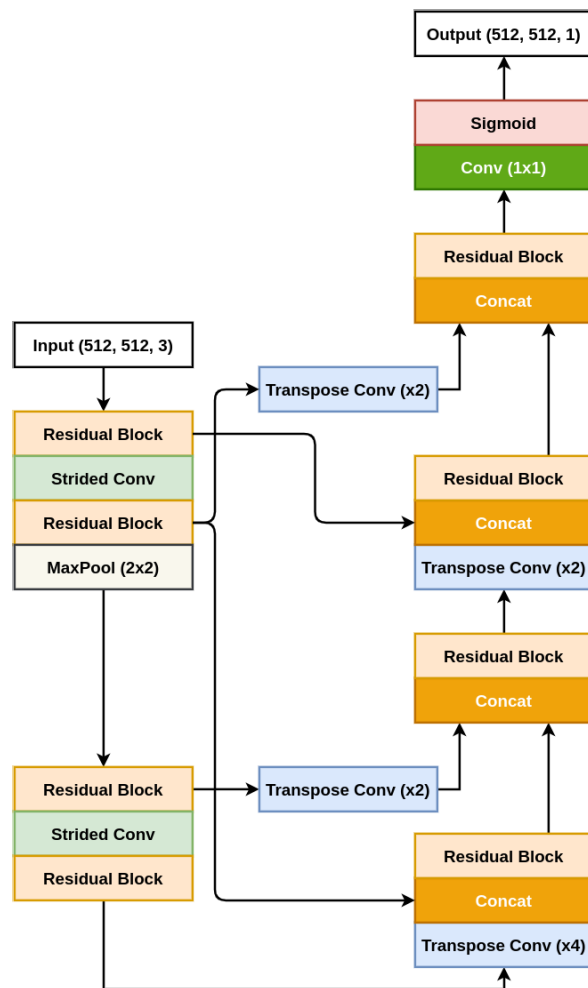 Output (512, 512, 1)
Sigmoid
Conv (1x1)
Residual Block
Concat
Input (512, 512, 3)
Transpose Conv (x2)
Residual Block
Strided Conv
Residual Block
MaxPool (2x2)
Residual Block
Concat
Transpose Conv (x2)
Residual Block
Concat
Residual Block
Strided Conv
Residual Block
Transpose Conv (x2)
Residual Block
Concat
Transpose Conv (x4)